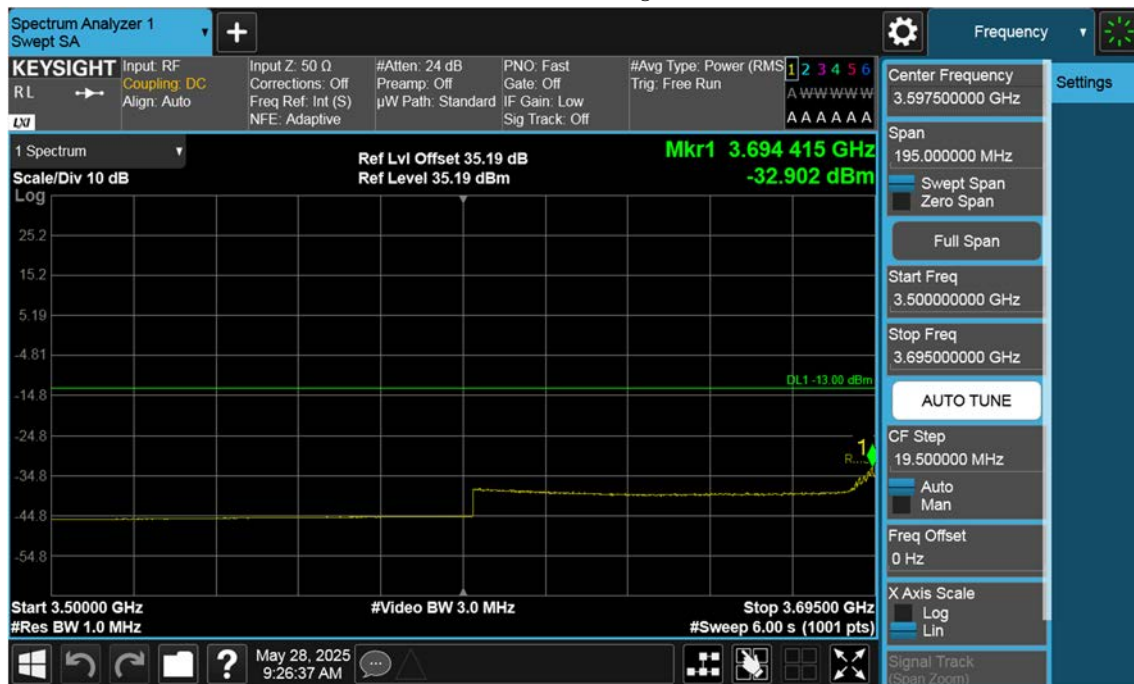 Spectrum Analyzer 1
Swept SA
Frequency
KEYSIGHT
RL
LXI
Input: RF
Coupling: DC
Align: Auto
Input Z: 50 Ω
Corrections: Off
Freq Ref: Int (S)
NFE: Adaptive
#Atten: 24 dB
Preamp: Off
µW Path: Standard
PNO: Fast
Gate: Off
IF Gain: Low
Sig Track: Off
#Avg Type: Power (RMS
Trig: Free Run
1 2 3 4 5 6
A W W W W W
A A A A A A
1 Spectrum
Scale/Div 10 dB
Log
Ref Lvl Offset 35.19 dB
Ref Level 35.19 dBm
Mkr1 3.694 415 GHz
-32.902 dBm
25.2
15.2
5.19
-4.81
-14.8
-24.8
-34.8
-44.8
-54.8
DL1 -13.00 dBm
1
R...
Start 3.50000 GHz
#Res BW 1.0 MHz
#Video BW 3.0 MHz
Stop 3.69500 GHz
#Sweep 6.00 s (1001 pts)
?
May 28, 2025
9:26:37 AM
Center Frequency
3.597500000 GHz
Span
195.000000 MHz
Swept Span
Zero Span
Full Span
Start Freq
3.500000000 GHz
Stop Freq
3.695000000 GHz
AUTO TUNE
CF Step
19.500000 MHz
Auto
Man
Freq Offset
0 Hz
X Axis Scale
Log
Lin
Signal Track
(Span Zoom)
Settings